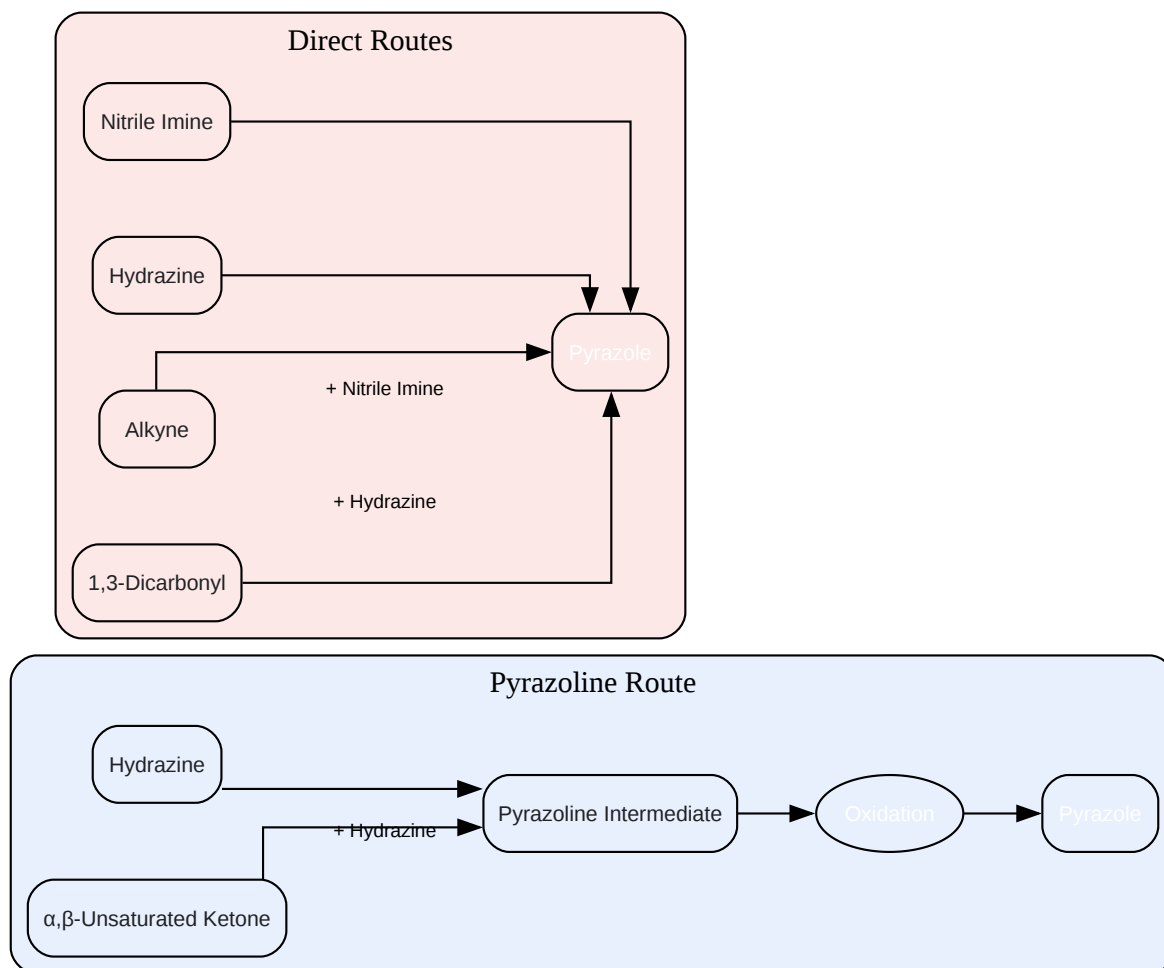 Direct Routes
Nitrile Imine
Hydrazine
Pyrazole
+ Nitrile Imine
Alkyne
+ Hydrazine
1,3-Dicarbonyl
Pyrazoline Route
Hydrazine
Pyrazoline Intermediate
Oxidation
Pyrazole
+ Hydrazine
α,β-Unsaturated Ketone